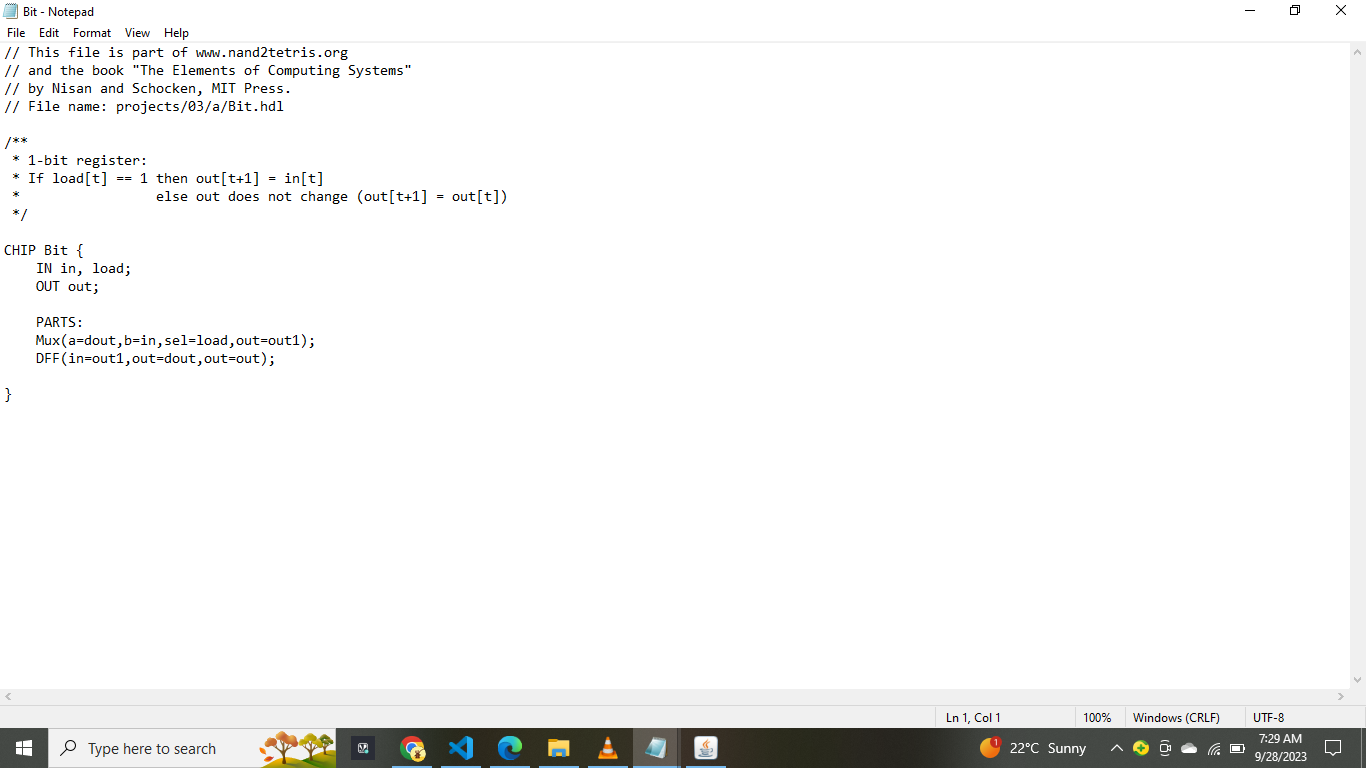 Bit - Notepad
File Edit Format View Help
// This file is part of www.nand2tetris.org
// and the book "The Elements of Computing Systems"
// by Nisan and Schocken, MIT Press.
// File name: projects/03/a/Bit.hdl
/**
 * 1-bit register:
 * If load[t] == 1 then out[t+1] = in[t]
 *                 else out does not change (out[t+1] = out[t])
 */
CHIP Bit {
    IN in, load;
    OUT out;
    PARTS:
    Mux(a=dout,b=in,sel=load,out=out1);
    DFF(in=out1,out=dout,out=out);
}
Ln 1, Col 1 100% Windows (CRLF) UTF-8
Type here to search 1 22°C Sunny 7:29 AM
9/28/2023